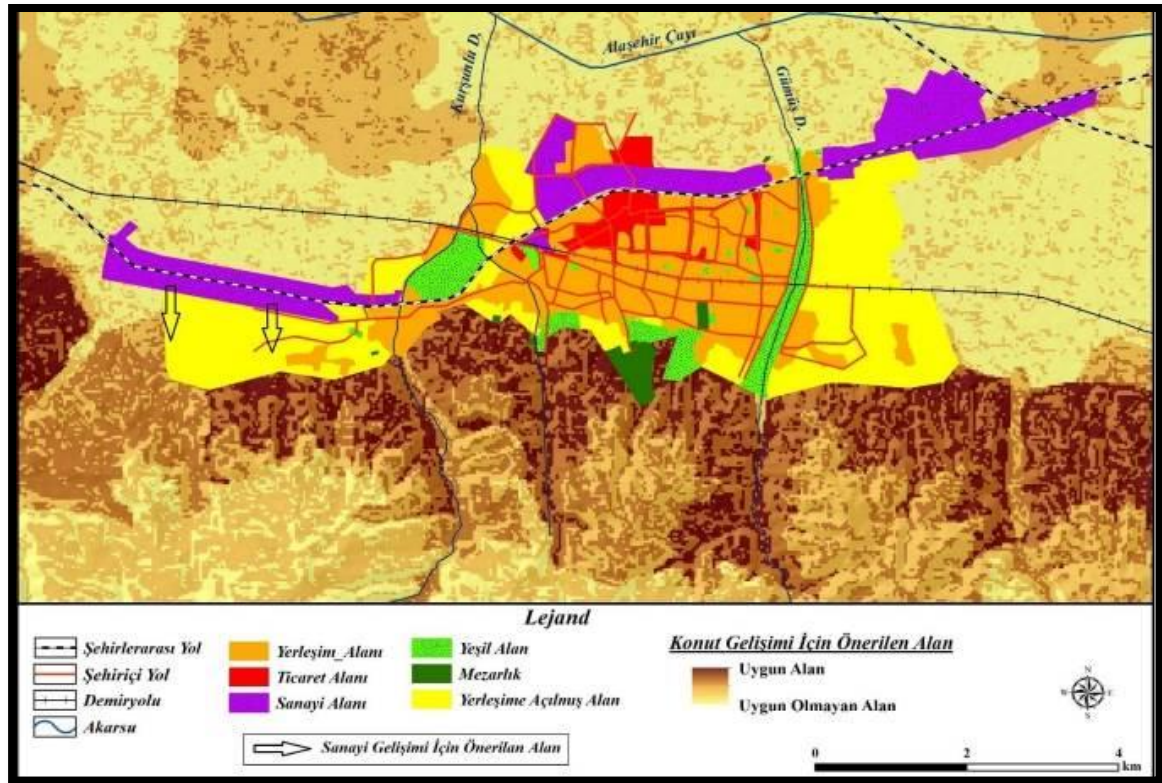 Alaşehir Çayı
Kurşunlu D.
Gümüş D.
Lejand
Şehirlerarası Yol
Şehiriçi Yol
Demiryolu
Akarsu
Yerleşim_Alanı
Ticaret Alanı
Sanayi Alanı
Yeşil Alan
Mezarlık
Yerleşime Açılmış Alan
Sanayi Gelişimi İçin Önerilan Alan
Konut Gelişimi İçin Önerilen Alan
Uygun Alan
Uygun Olmayan Alan
N
W E
S
0 2 4
km